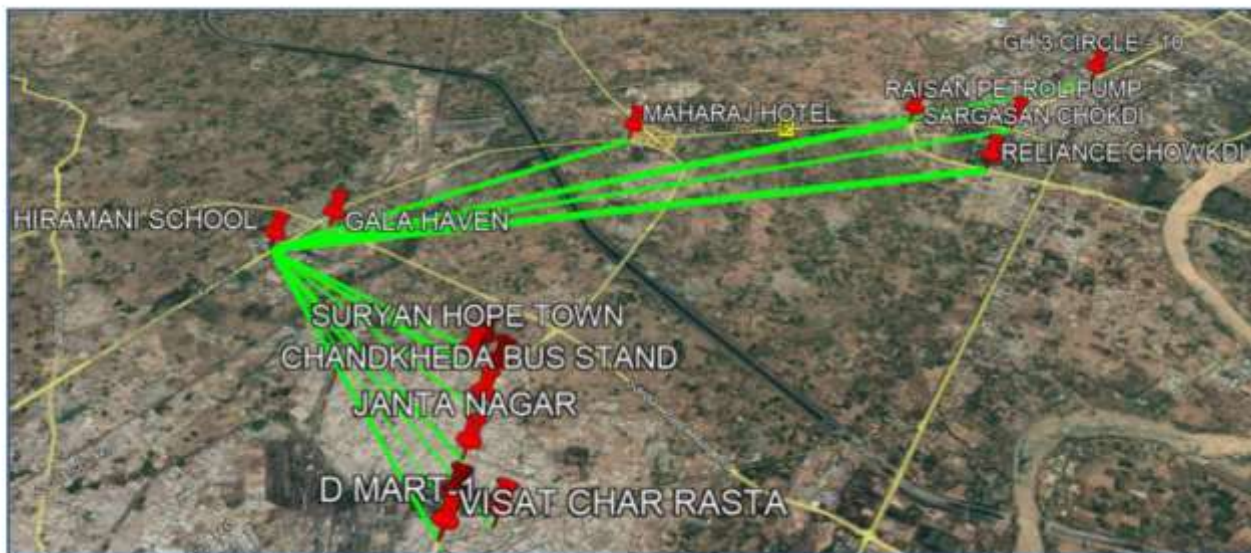 GH 3 CIRCLE - 10
RAISAN PETROL PUMP
MAHARAJ HOTEL
SARGASAN CHOKDI
RELIANCE CHOWKDI
HIRAMANI SCHOOL
GALA HAVEN
SURYAN HOPE TOWN
CHANDKHEDA BUS STAND
JANTA NAGAR
D MART-1
VISAT CHAR RASTA